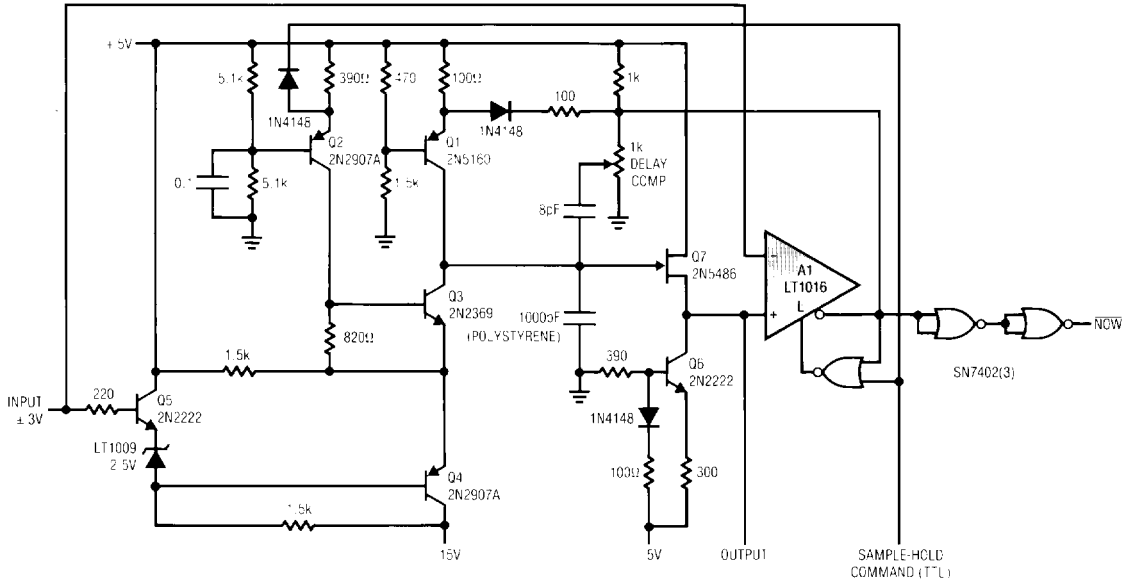 + 5V
5.1k
390Ω
470
100Ω
1k
100
1N4148
1N4148
Q2
2N2907A
Q1
2N5160
1k
DELAY
COMP
0.1
5.1k
1.5k
8pF
Q7
2N5486
A1
LT1016
L
−
+
Q3
2N2369
1000pF
(POLYSTYRENE)
NOW
820Ω
1.5k
390
Q6
2N2222
SN7402(3)
INPUT
± 3V
220
Q5
2N2222
1N4148
LT1009
2 5V
Q4
2N2907A
100Ω
300
1.5k
15V
5V
OUTPUT
SAMPLE-HOLD
COMMAND (TTL)